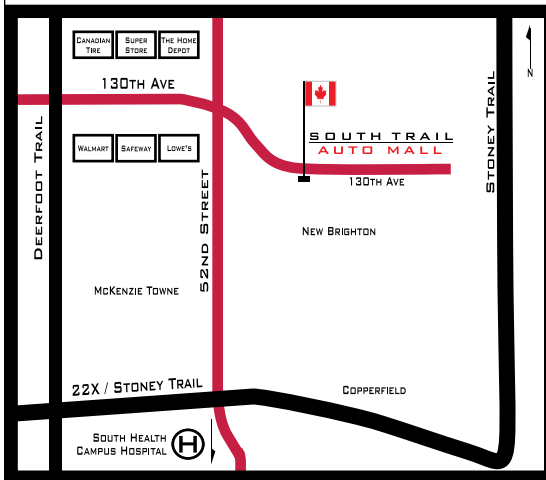 CANADIAN
TIRE
SUPER
STORE
THE HOME
DEPOT
130TH AVE
WALMART
SAFEWAY
LOWE'S
SOUTH TRAIL
AUTO MALL
130TH AVE
N
DEERFOOT TRAIL
52ND STREET
STONEY TRAIL
NEW BRIGHTON
MCKENZIE TOWNE
22X / STONEY TRAIL
COPPERFIELD
SOUTH HEALTH
CAMPUS HOSPITAL
H